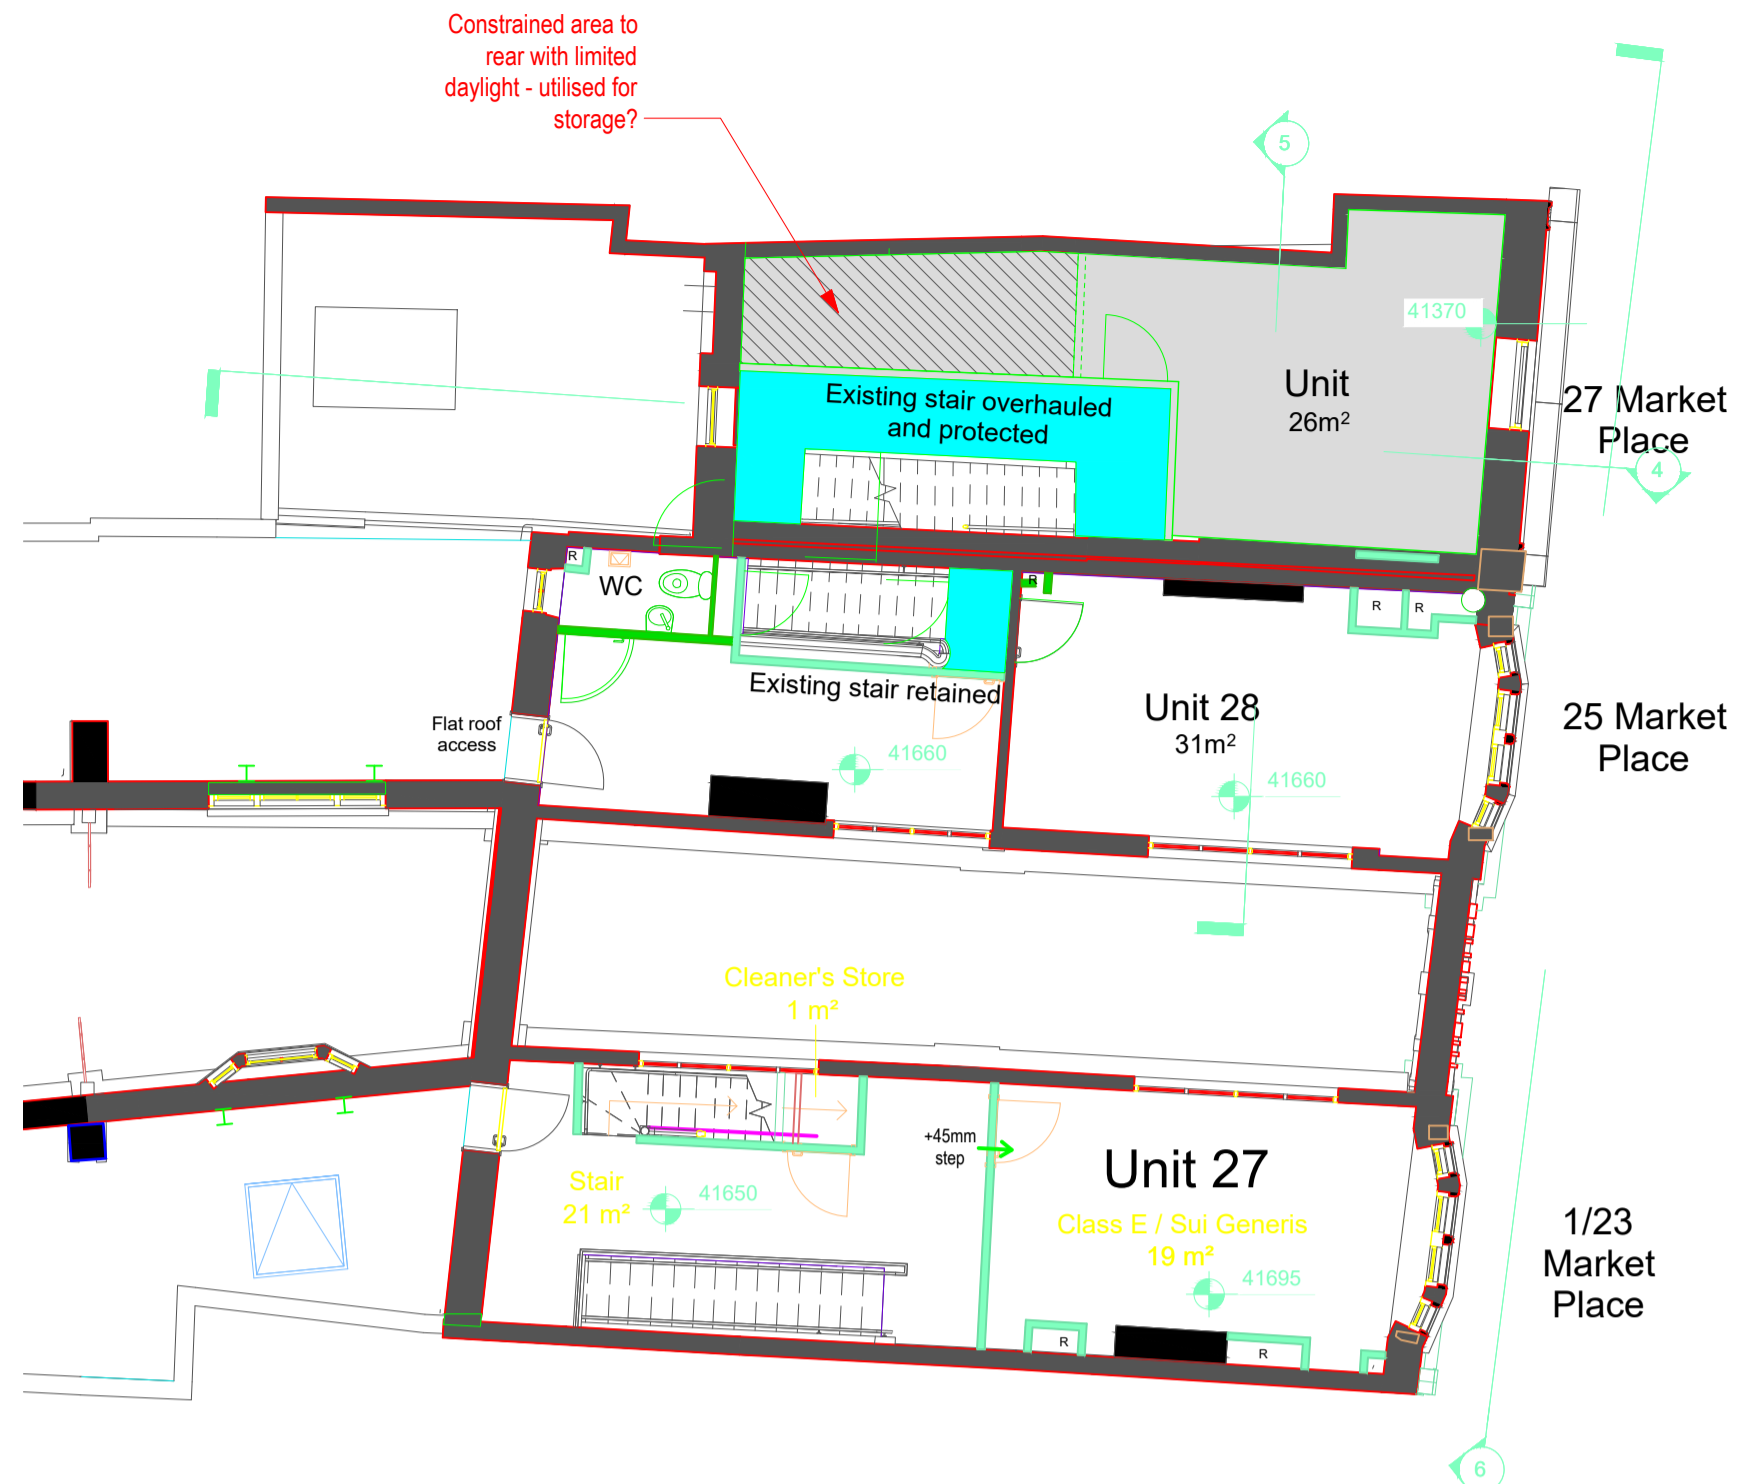 Constrained area to
rear with limited
daylight - utilised for
storage?
5
41370
Unit
26m²
27 Market
Place
4
Existing stair overhauled
and protected
R
WC
R
R
R
Existing stair retained
Unit 28
31m²
25 Market
Place
Flat roof
access
41660
41660
Cleaner's Store
1 m²
+45mm
step
Unit 27
Stair
21 m²
41650
Class E / Sui Generis
19 m²
41695
1/23
Market
Place
R
R
6